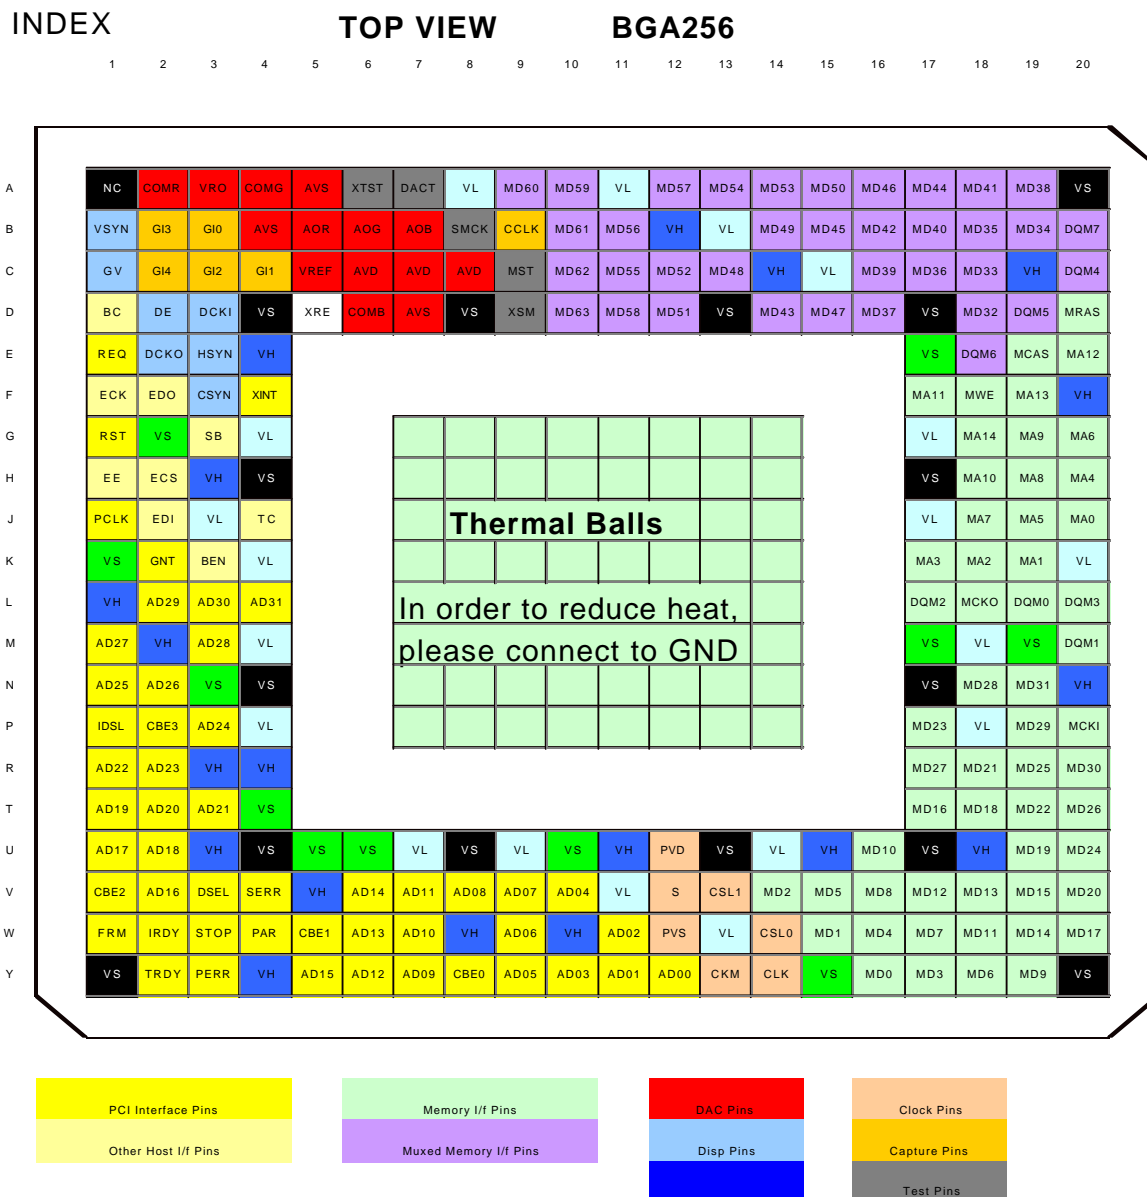 INDEX TOP VIEW BGA256
1 2 3 4 5 6 7 8 9 10 11 12 13 14 15 16 17 18 19 20
A NC COMR VRO COMG AVS XTST DACT VL MD60 MD59 VL MD57 MD54 MD53 MD50 MD46 MD44 MD41 MD38 VS
B VSYN GI3 GI0 AVS AOR AOG AOB SMCK CCLK MD61 MD56 VH VL MD49 MD45 MD42 MD40 MD35 MD34 DQM7
C GV GI4 GI2 GI1 VREF AVD AVD AVD MST MD62 MD55 MD52 MD48 VH VL MD39 MD36 MD33 VH DQM4
D BC DE DCKI VS XRE COMB AVS VS XSM MD63 MD58 MD51 VS MD43 MD47 MD37 VS MD32 DQM5 MRAS
E REQ DCKO HSYN VH VS DQM6 MCAS MA12
F ECK EDO CSYN XINT MA11 MWE MA13 VH
G RST VS SB VL VL MA14 MA9 MA6
H EE ECS VH VS VS MA10 MA8 MA4
J PCLK EDI VL TC Thermal Balls VL MA7 MA5 MA0
K VS GNT BEN VL MA3 MA2 MA1 VL
L VH AD29 AD30 AD31 In order to reduce heat, DQM2 MCKO DQM0 DQM3
M AD27 VH AD28 VL please connect to GND VS VL VS DQM1
N AD25 AD26 VS VS VS MD28 MD31 VH
P IDSL CBE3 AD24 VL MD23 VL MD29 MCKI
R AD22 AD23 VH VH MD27 MD21 MD25 MD30
T AD19 AD20 AD21 VS MD16 MD18 MD22 MD26
U AD17 AD18 VH VS VS VS VL VS VL VS VH PVD VS VL VH MD10 VS VH MD19 MD24
V CBE2 AD16 DSEL SERR VH AD14 AD11 AD08 AD07 AD04 VL S CSL1 MD2 MD5 MD8 MD12 MD13 MD15 MD20
W FRM IRDY STOP PAR CBE1 AD13 AD10 VH AD06 VH AD02 PVS VL CSL0 MD1 MD4 MD7 MD11 MD14 MD17
Y VS TRDY PERR VH AD15 AD12 AD09 CBE0 AD05 AD03 AD01 AD00 CKM CLK VS MD0 MD3 MD6 MD9 VS
PCI Interface Pins Memory I/f Pins DAC Pins Clock Pins
Other Host I/f Pins Muxed Memory I/f Pins Disp Pins Capture Pins
Test Pins